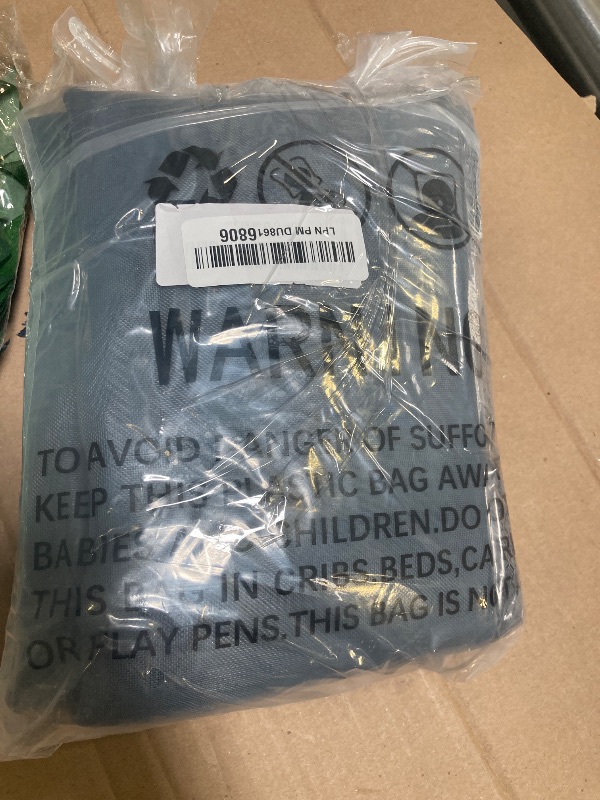 LPN PM DU8616806
WARNING
TO AVOID DANGER OF SUFFO
KEEP THIS PLASTIC BAG AWA
BABIES AND CHILDREN.DO
THIS BAG IN CRIBS,BEDS,CAR
OR PLAY PENS.THIS BAG IS NO